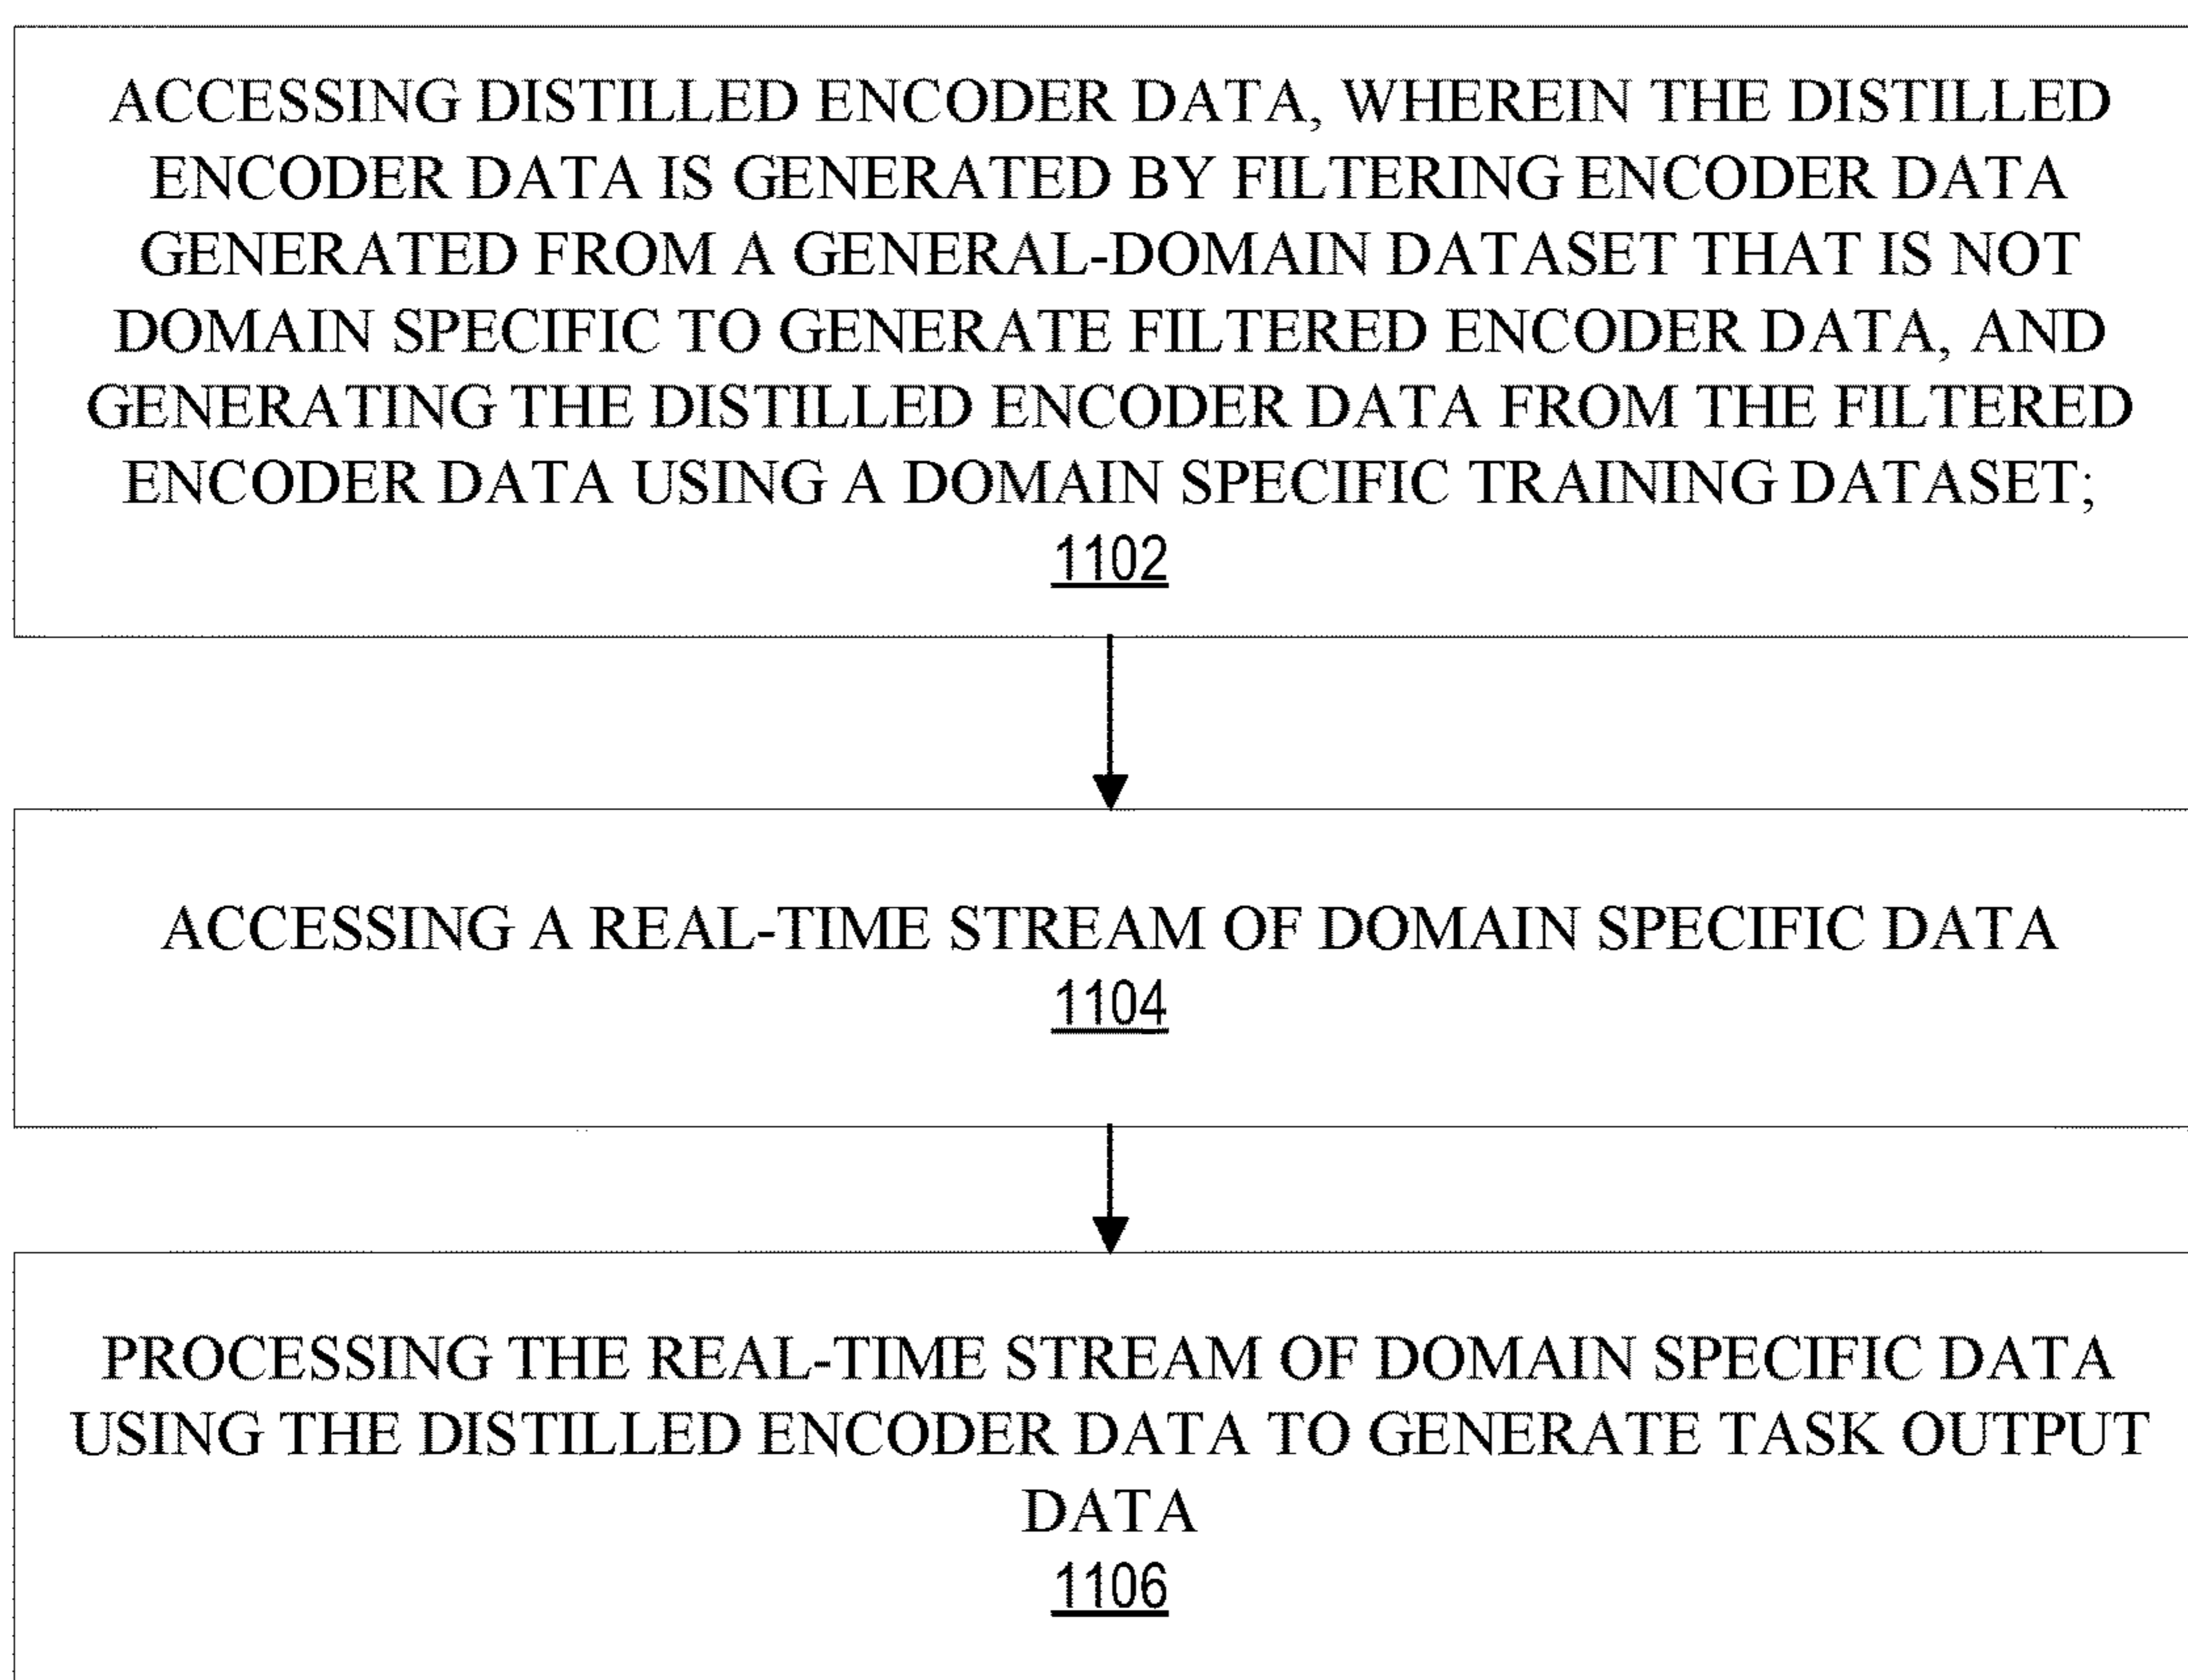 ACCESSING DISTILLED ENCODER DATA, WHEREIN THE DISTILLED
ENCODER DATA IS GENERATED BY FILTERING ENCODER DATA
GENERATED FROM A GENERAL-DOMAIN DATASET THAT IS NOT
DOMAIN SPECIFIC TO GENERATE FILTERED ENCODER DATA, AND
GENERATING THE DISTILLED ENCODER DATA FROM THE FILTERED
ENCODER DATA USING A DOMAIN SPECIFIC TRAINING DATASET;
1102
ACCESSING A REAL-TIME STREAM OF DOMAIN SPECIFIC DATA
1104
PROCESSING THE REAL-TIME STREAM OF DOMAIN SPECIFIC DATA
USING THE DISTILLED ENCODER DATA TO GENERATE TASK OUTPUT
DATA
1106